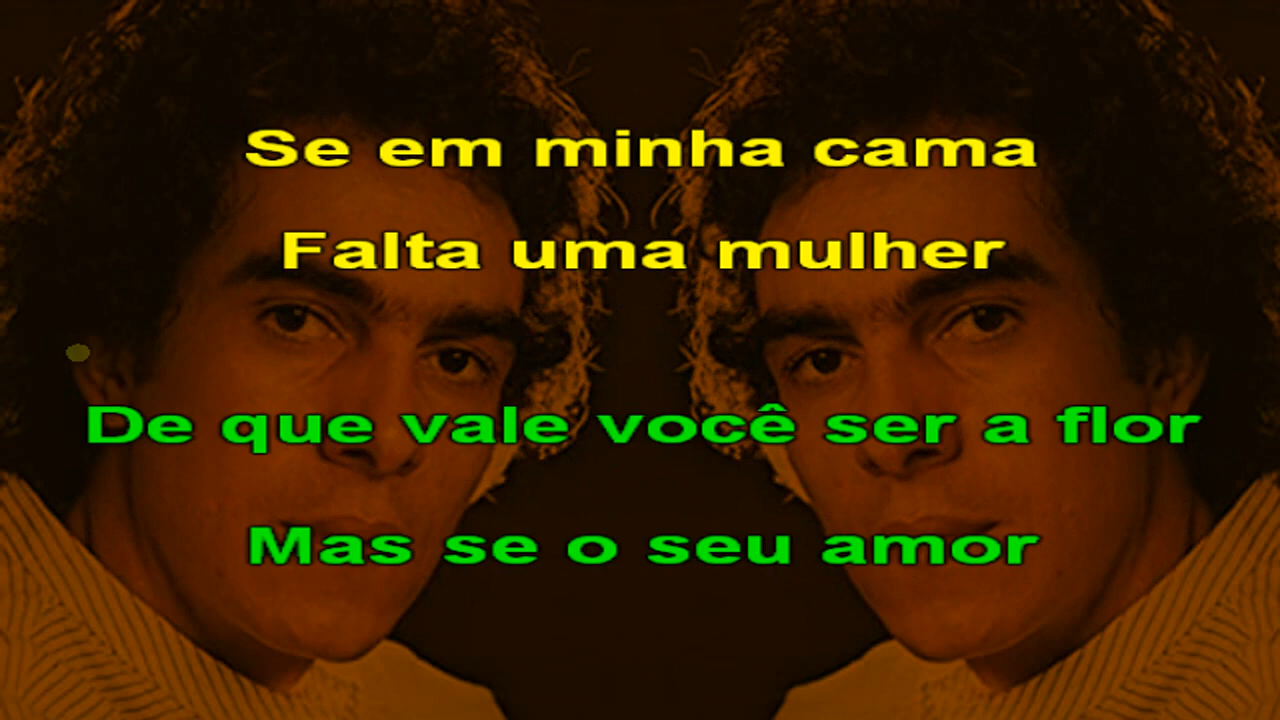 Se em minha cama
Falta uma mulher
De que vale você ser a flor
Mas se o seu amor